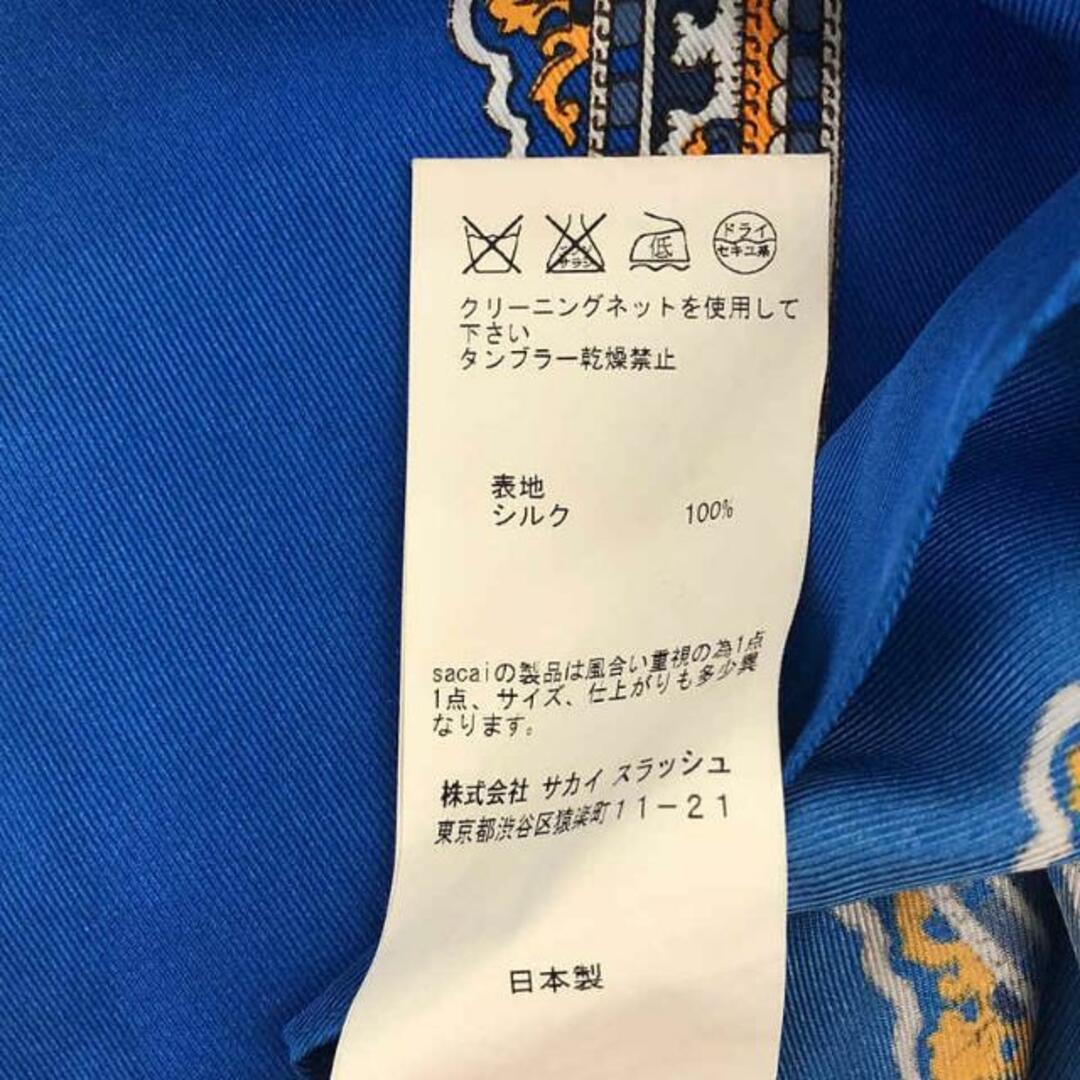 低 ドライ
サラシ セキユ系
クリーニングネットを使用して
下さい
タンブラー乾燥禁止
表地
シルク 100%
sacaiの製品は風合い重視の為1点
1点、サイズ、仕上がりも多少異
なります。
株式会社 サカイ スラッシュ
東京都渋谷区猿楽町11-21
日本製